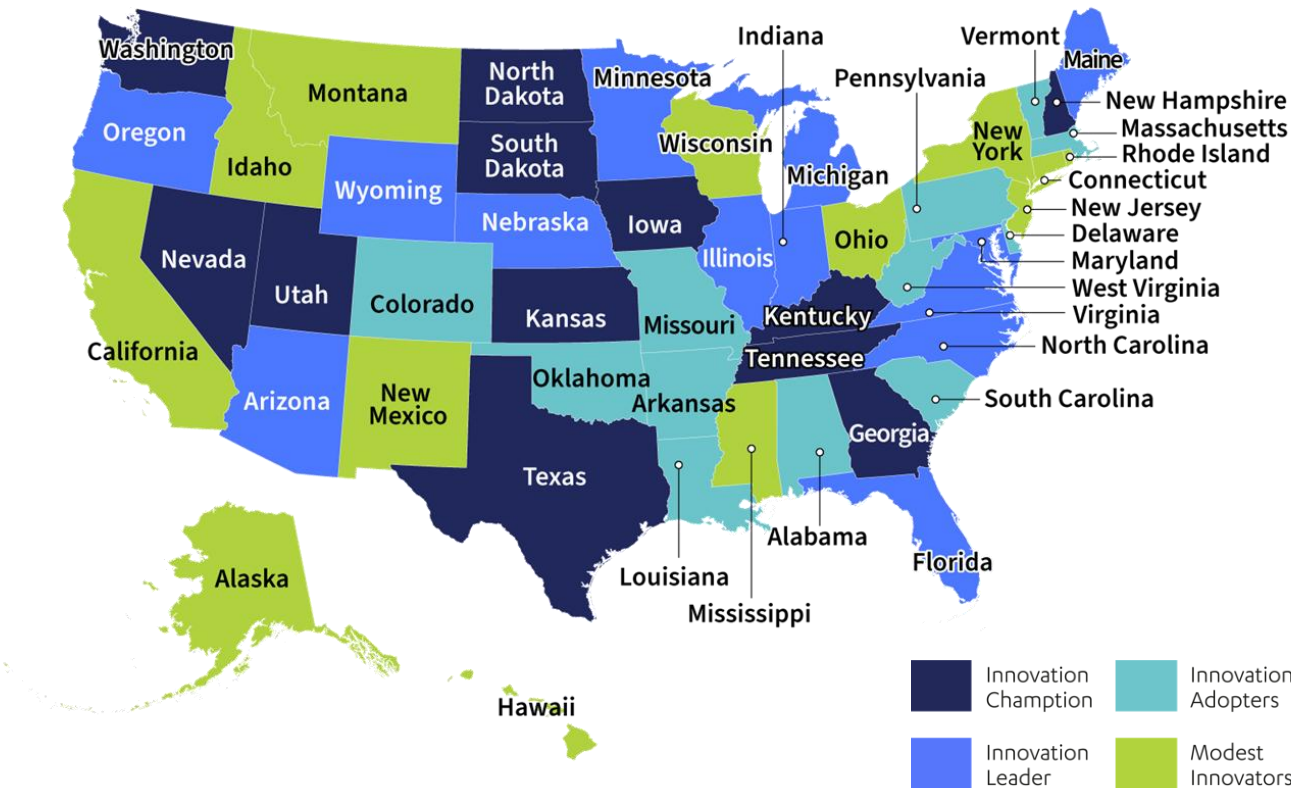 Washington
Montana
North
Dakota
Minnesota
Indiana
Vermont
Maine
Pennsylvania
New Hampshire
Oregon
Idaho
South
Dakota
Wisconsin
Michigan
New
York
Massachusetts
Rhode Island
Connecticut
Wyoming
Nebraska
Iowa
New Jersey
Nevada
Utah
Colorado
Kansas
Illinois
Ohio
Delaware
Maryland
West Virginia
Virginia
California
Missouri
Kentucky
Tennessee
North Carolina
Arizona
New
Mexico
Oklahoma
Arkansas
South Carolina
Georgia
Texas
Alabama
Louisiana
Mississippi
Florida
Alaska
Hawaii
Innovation
Chamption
Innovation
Adopters
Innovation
Leader
Modest
Innovators